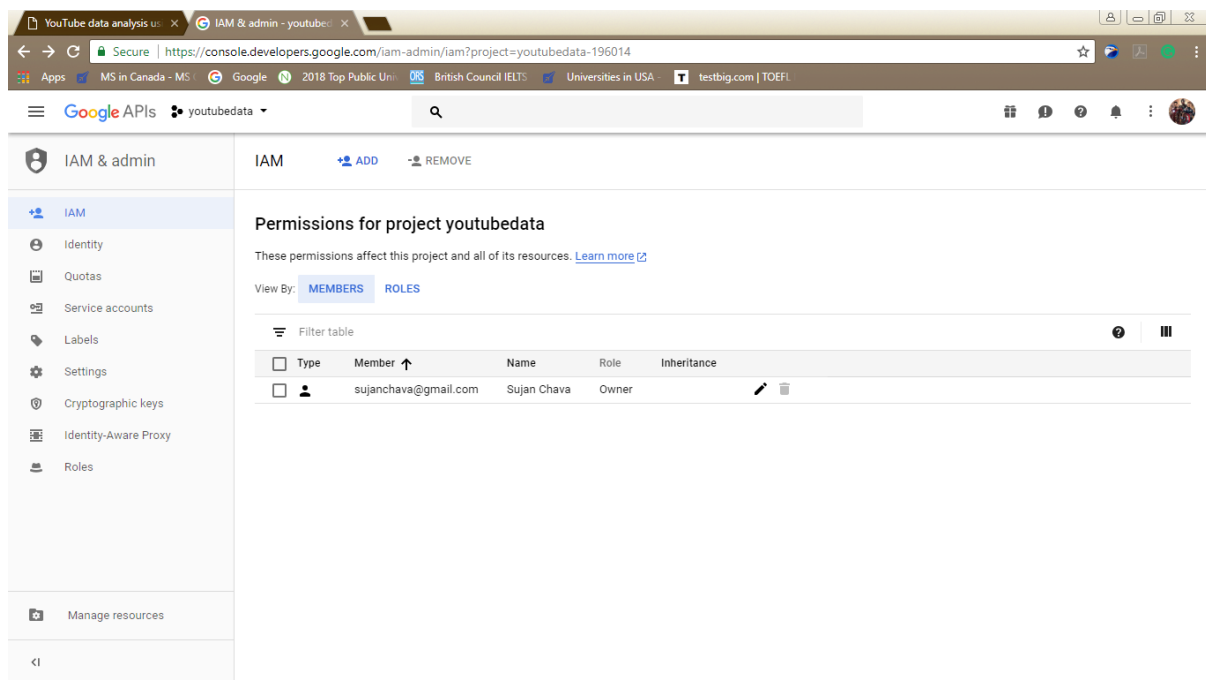 YouTube data analysis us
IAM & admin - youtubed
Secure | https://console.developers.google.com/iam-admin/iam?project=youtubedata-196014
Apps MS in Canada - MS Google 2018 Top Public Uni ORS British Council IELTS Universities in USA - T testbig.com | TOEFL
Google APIs youtubedata
IAM & admin
IAM ADD REMOVE
IAM
Identity
Quotas
Service accounts
Labels
Settings
Cryptographic keys
Identity-Aware Proxy
Roles
Manage resources
Permissions for project youtubedata
These permissions affect this project and all of its resources. Learn more
View By: MEMBERS ROLES
Filter table
Type Member Name Role Inheritance
sujanchava@gmail.com Sujan Chava Owner